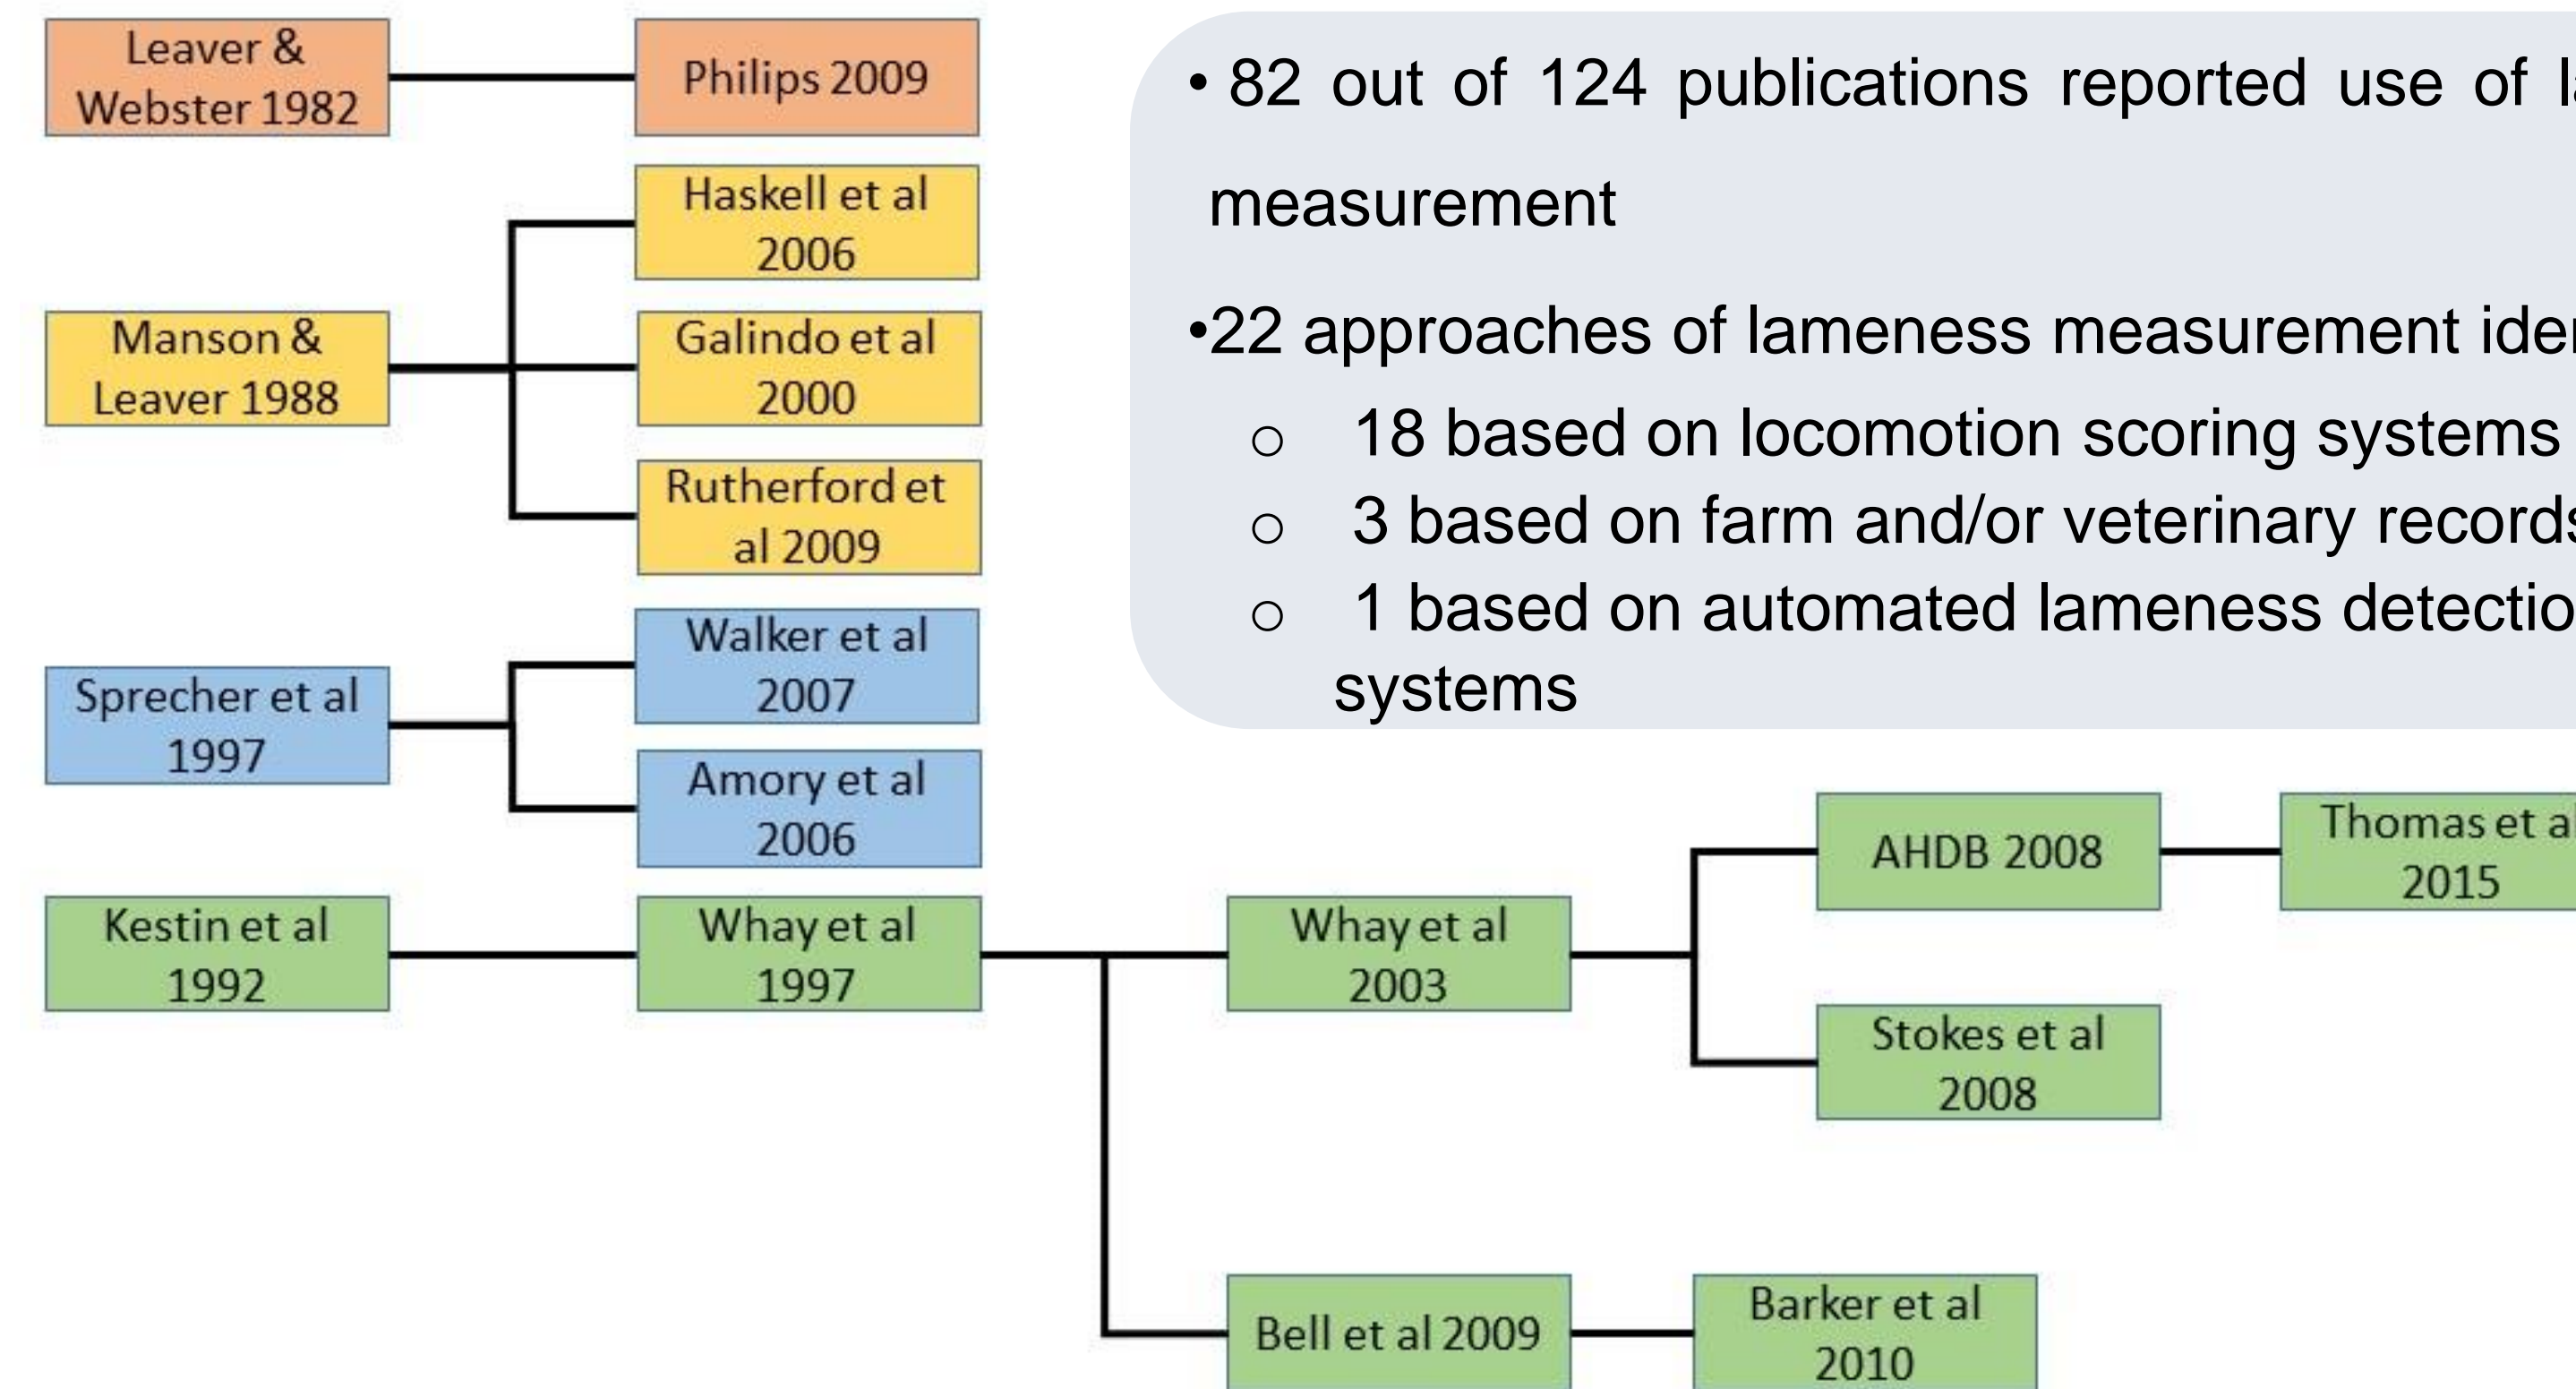 Leaver &
Webster 1982
Philips 2009
Haskell et al
2006
Manson &
Leaver 1988
Galindo et al
2000
Rutherford et
al 2009
Sprecher et al
1997
Walker et al
2007
Amory et al
2006
Kestin et al
1992
Whay et al
1997
Whay et al
2003
AHDB 2008
Thomas et al
2015
Stokes et al
2008
Bell et al 2009
Barker et al
2010
• 82 out of 124 publications reported use of
measurement
•22 approaches of lameness measurement
o 18 based on locomotion scoring systems
o 3 based on farm and/or veterinary records
o 1 based on automated lameness
systems